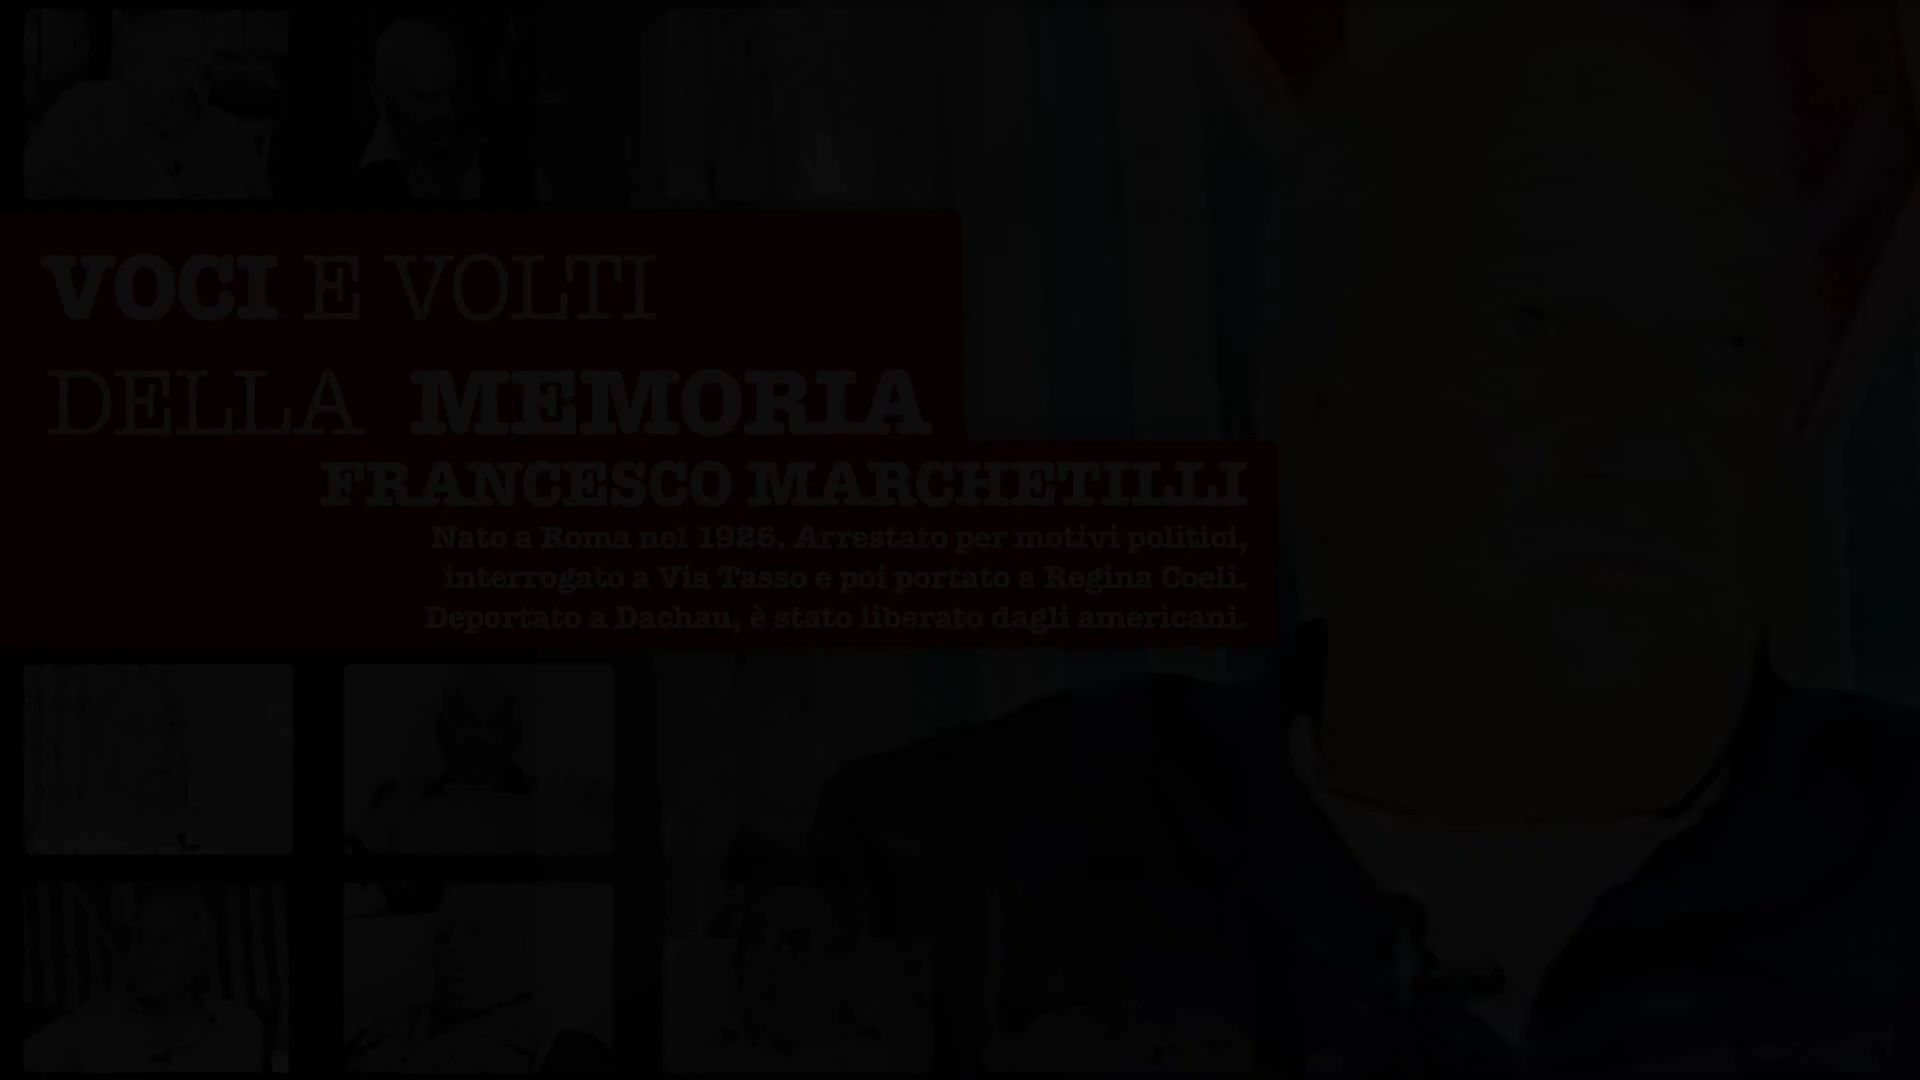 VOCI E VOLTI
DELLA MEMORIA
FRANCESCO MARCHETILLI
Nato a Roma nel 1926. Arrestato per motivi politici,
interrogato a Via Tasso e poi portato a Regina Coeli.
Deportato a Dachau, è stato liberato dagli americani.